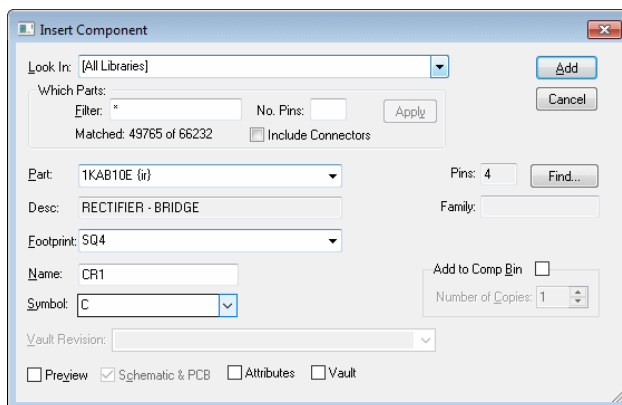 Insert Component
Look In: [All Libraries] Add
Which Parts:
Filter: * No. Pins: Apply Cancel
Matched: 49765 of 66232 Include Connectors
Part: 1KAB10E {ir} Pins: 4 Find...
Desc: RECTIFIER - BRIDGE Family:
Footprint: SQ4
Name: CR1 Add to Comp Bin
Symbol: C Number of Copies: 1
Vault Revision:
Preview Schematic & PCB Attributes Vault